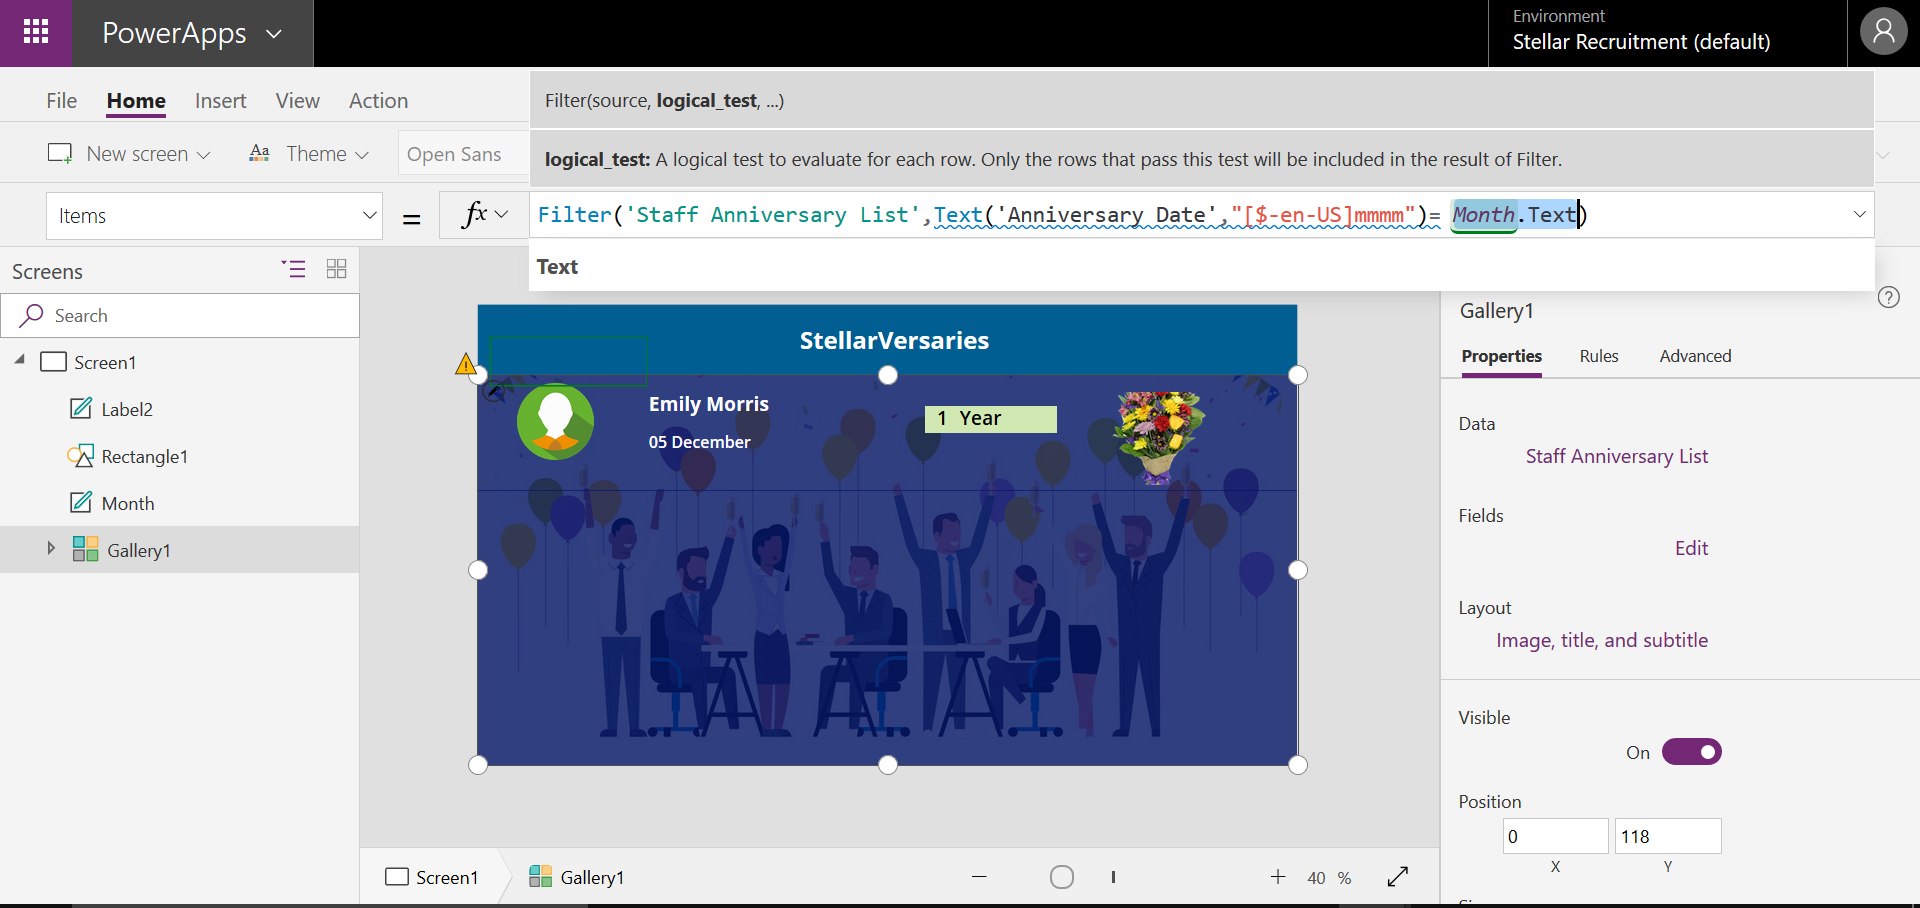 PowerApps
Environment
Stellar Recruitment (default)
File Home Insert View Action
Filter(source, logical_test, ...)
New screen Theme Open Sans
logical_test: A logical test to evaluate for each row. Only the rows that pass this test will be included in the result of Filter.
Items = fx Filter('Staff Anniversary List',Text('Anniversary Date',"[$-en-US]mmmm")= Month.Text)
Text
Screens
Search
Screen1
Label2
Rectangle1
Month
Gallery1
StellarVersaries
Emily Morris
05 December
1 Year
Gallery1
Properties Rules Advanced
Data
Staff Anniversary List
Fields
Edit
Layout
Image, title, and subtitle
Visible
On
Position
0 118
X Y
Screen1 Gallery1
40 %